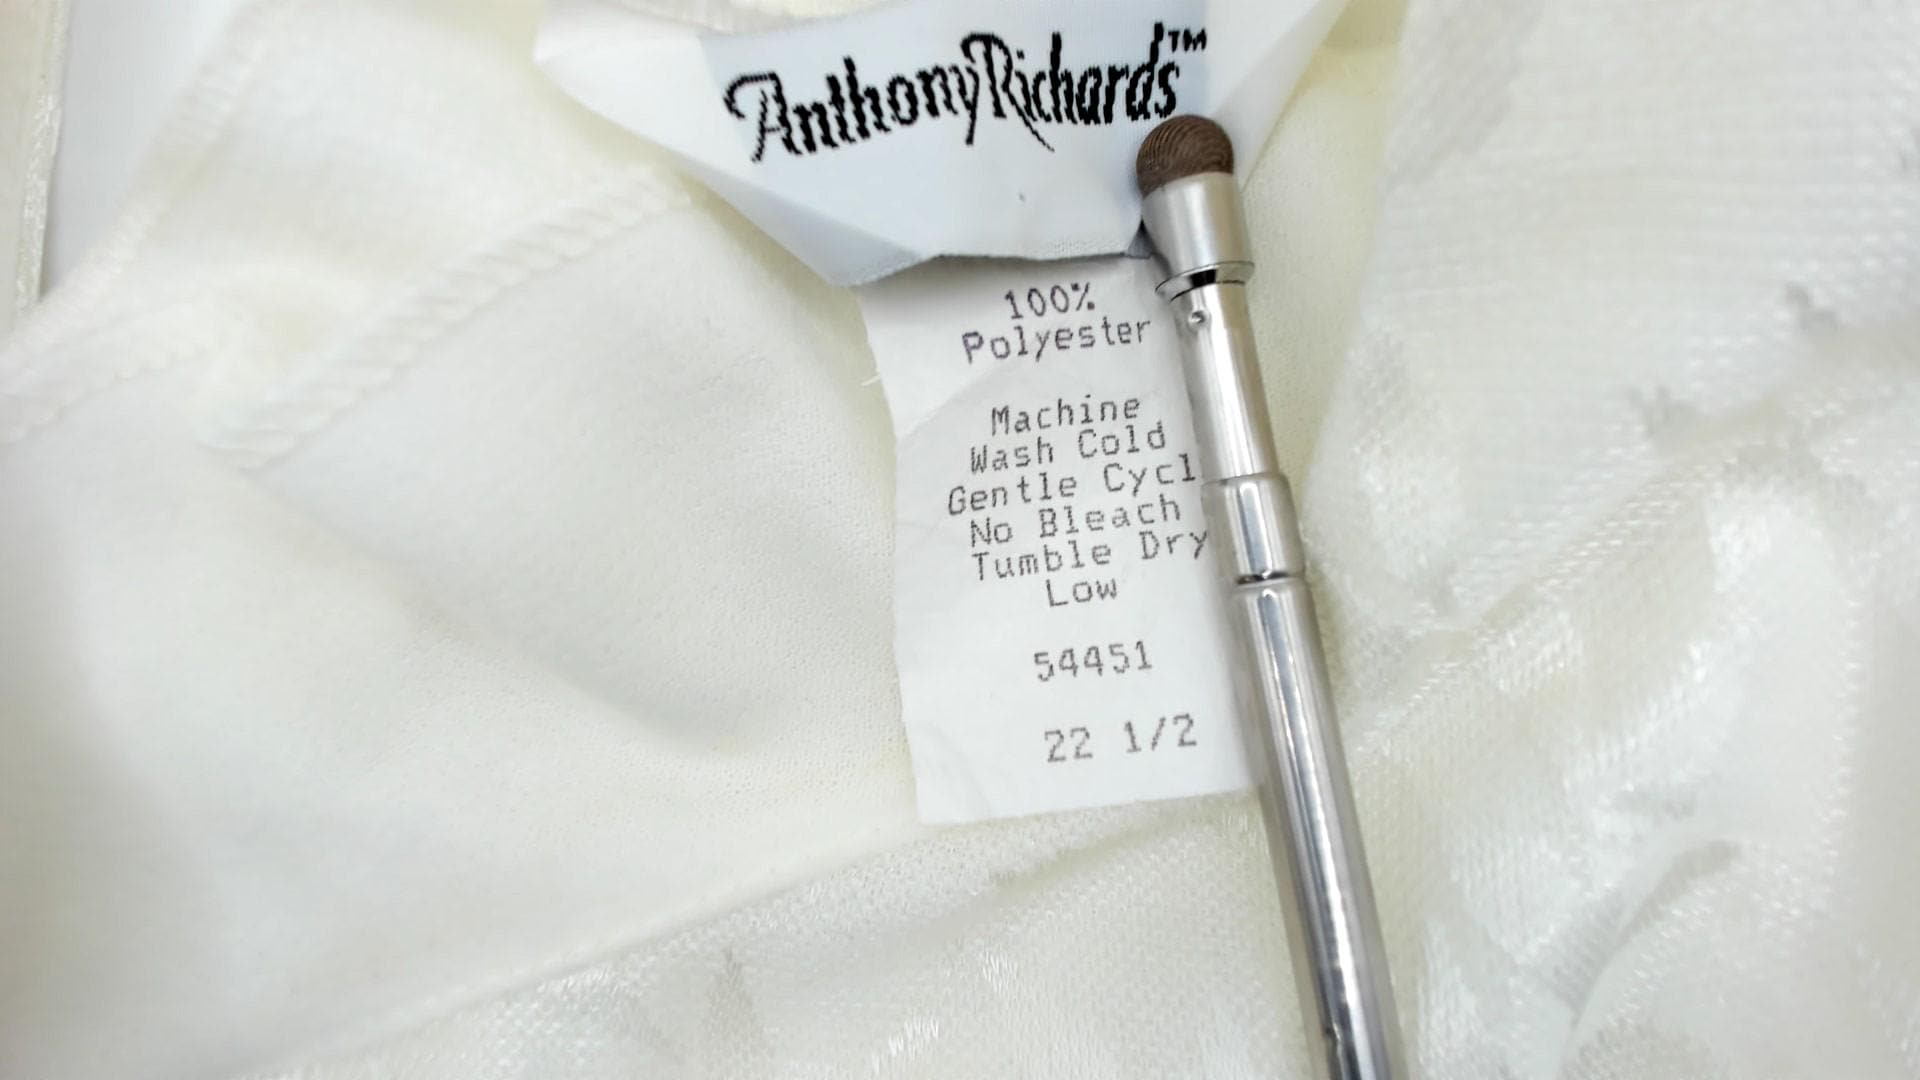 AnthonyRichards™
100%
Polyester
Machine
Wash Cold
Gentle Cycl
No Bleach
Tumble Dry
Low
54451
22 1/2